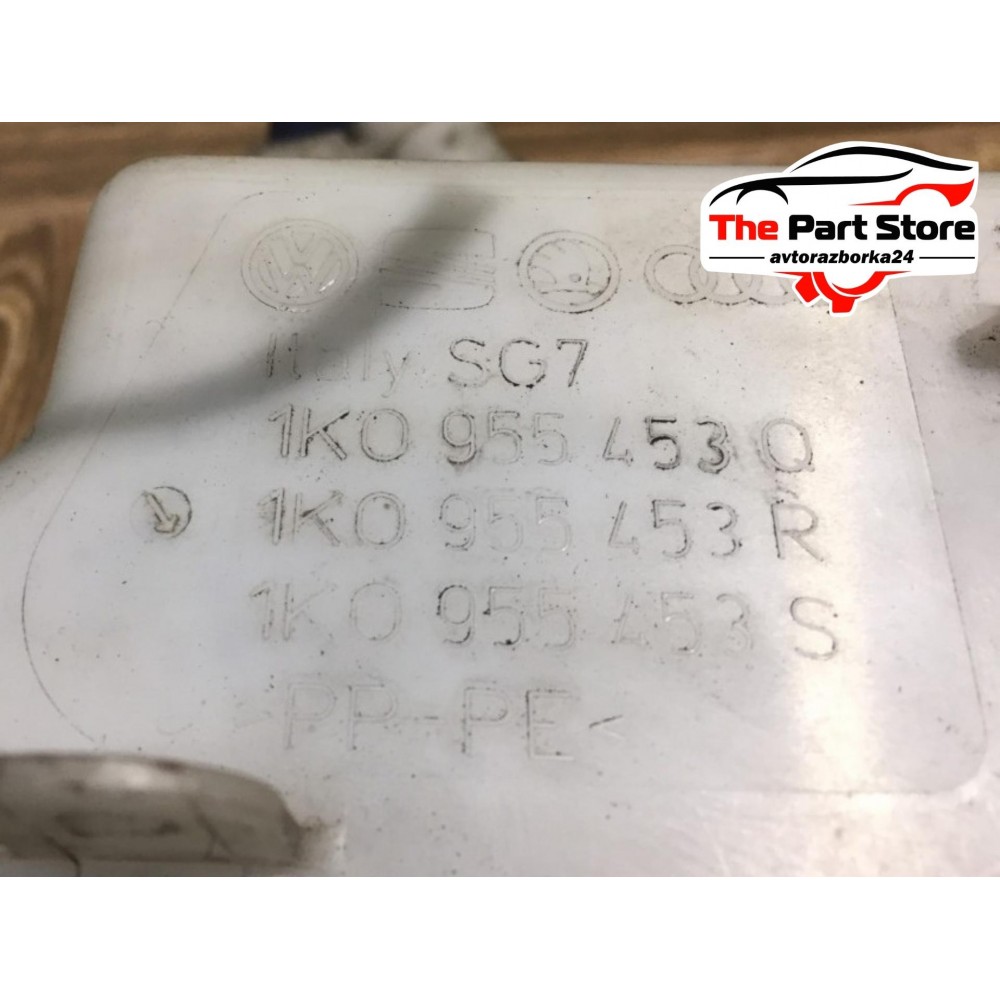 The Part Store
avtorazborka24
Italy SG7
1K0 955 453 Q
1K0 955 453 R
1K0 955 453 S
>PP-PE<